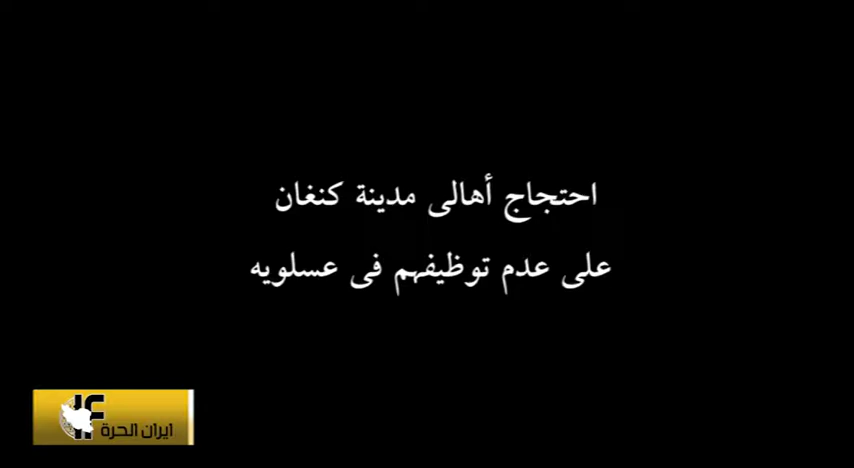 احتجاج أهالى مدينة كنغان
على عدم توظيفهم فى عسلويه
ايران الحرة